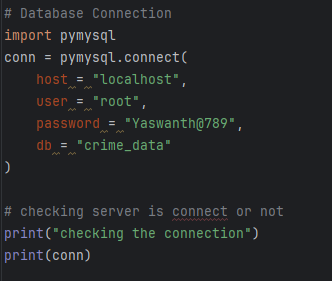 # Database Connection
import pymysql
conn = pymysql.connect(
    host = "localhost",
    user = "root",
    password = "Yaswanth@789",
    db = "crime_data"
)
# checking server is connect or not
print("checking the connection")
print(conn)